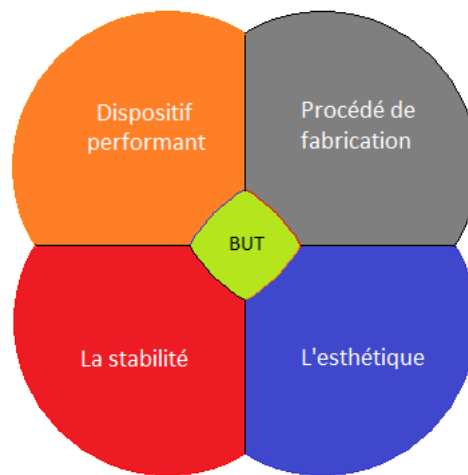 Dispositif
performant
Procédé de
fabrication
BUT
La stabilité
L'esthétique